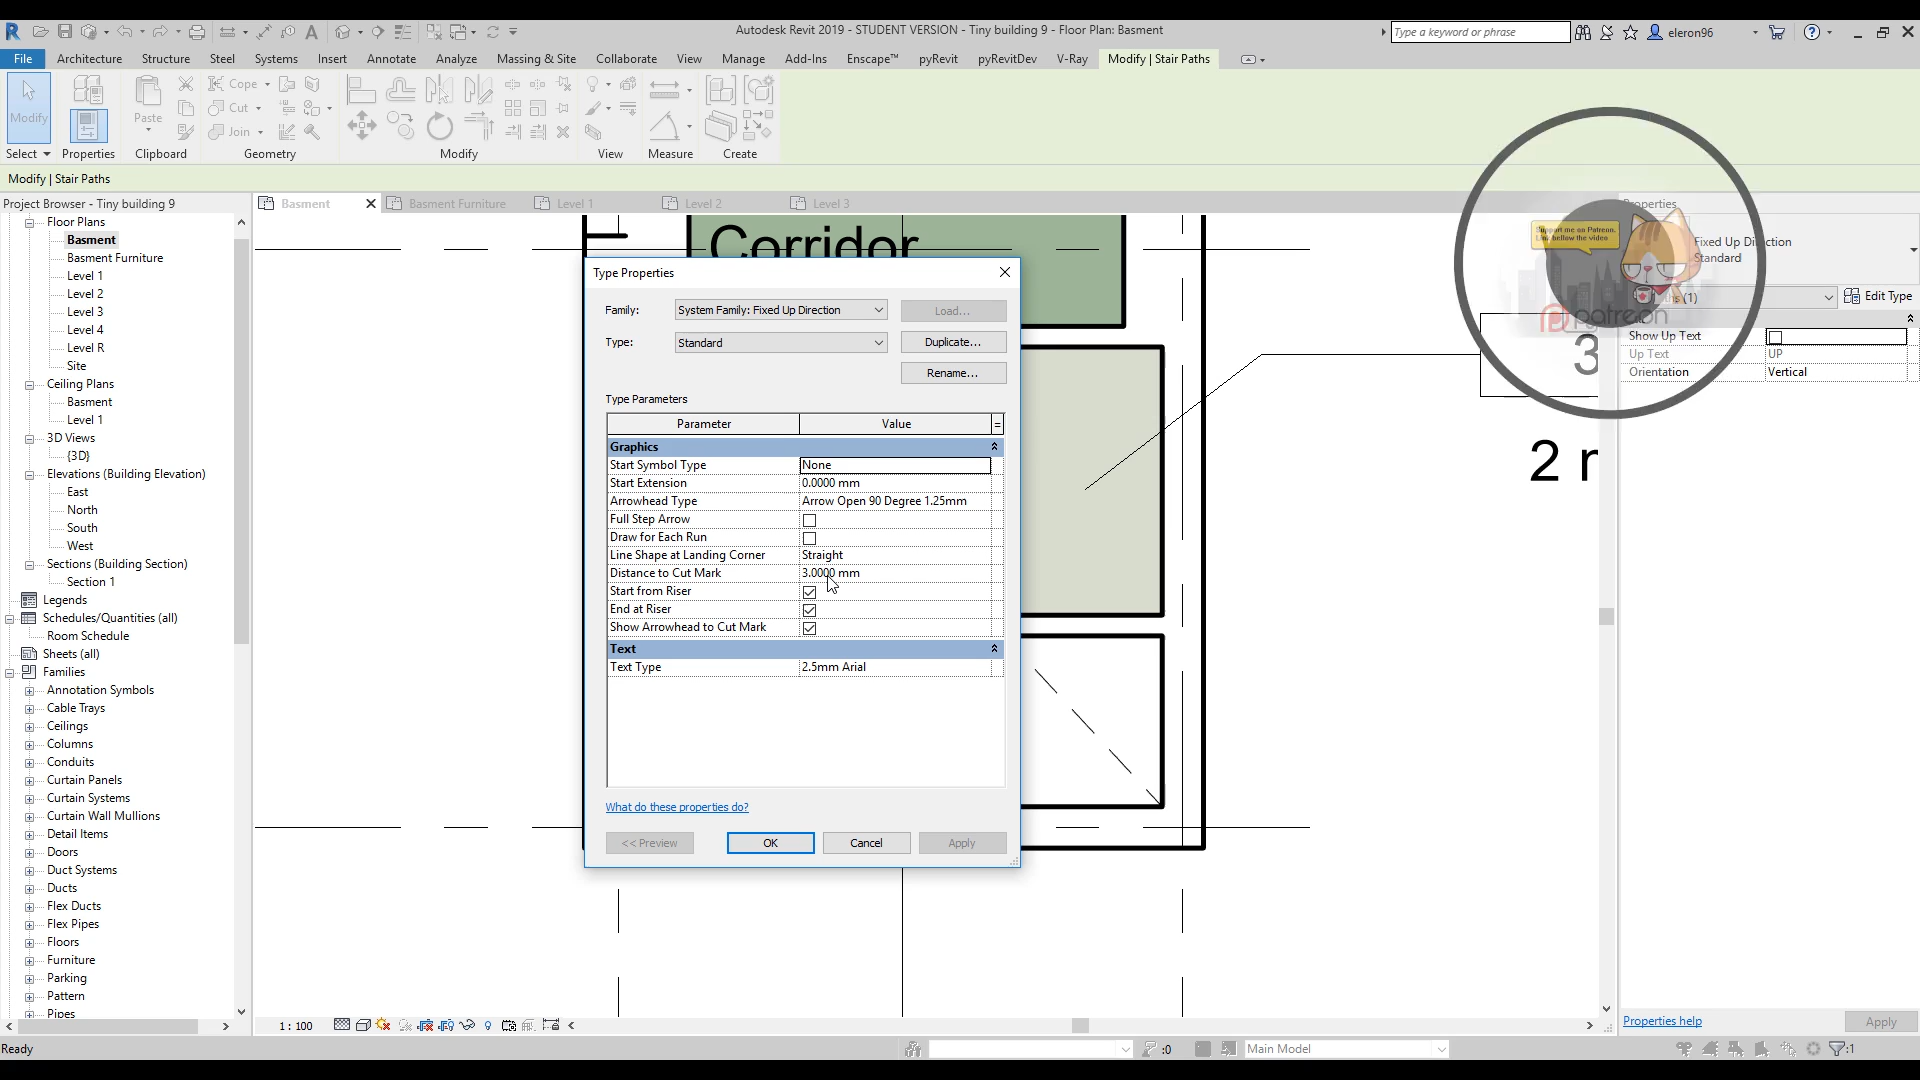 Autodesk Revit 2019 - STUDENT VERSION - Tiny building 9 - Floor Plan: Basment
Type a keyword or phrase
eleron96
File Architecture Structure Steel Systems Insert Annotate Analyze Massing & Site Collaborate View Manage Add-Ins Enscape™ pyRevit pyRevitDev V-Ray Modify | Stair Paths
Modify
Paste
Cope
Cut
Join
Select Properties Clipboard Geometry Modify View Measure Create
Modify | Stair Paths
Project Browser - Tiny building 9
Floor Plans
Basment
Basment Furniture
Level 1
Level 2
Level 3
Level 4
Level R
Site
Ceiling Plans
Basment
Level 1
3D Views
{3D}
Elevations (Building Elevation)
East
North
South
West
Sections (Building Section)
Section 1
Legends
Schedules/Quantities (all)
Room Schedule
Sheets (all)
Families
Annotation Symbols
Cable Trays
Ceilings
Columns
Conduits
Curtain Panels
Curtain Systems
Curtain Wall Mullions
Detail Items
Doors
Duct Systems
Ducts
Flex Ducts
Flex Pipes
Floors
Furniture
Parking
Pattern
Pipes
Basment
Basment Furniture
Level 1
Level 2
Level 3
Corridor
Type Properties
Family:
System Family: Fixed Up Direction
Load...
Type:
Standard
Duplicate...
Rename...
Type Parameters
Parameter Value =
Graphics
Start Symbol Type None
Start Extension 0.0000 mm
Arrowhead Type Arrow Open 90 Degree 1.25mm
Full Step Arrow
Draw for Each Run
Line Shape at Landing Corner Straight
Distance to Cut Mark 3.0000 mm
Start from Riser
End at Riser
Show Arrowhead to Cut Mark
Text
Text Type 2.5mm Arial
What do these properties do?
<< Preview
OK
Cancel
Apply
3
2 r
Properties
Support me on Patreon.
Link bellow the video
Fixed Up Direction
Standard
(1)
Edit Type
patreon
Show Up Text
Up Text UP
Orientation Vertical
Properties help
Apply
1 : 100
Ready
:0
Main Model
:1